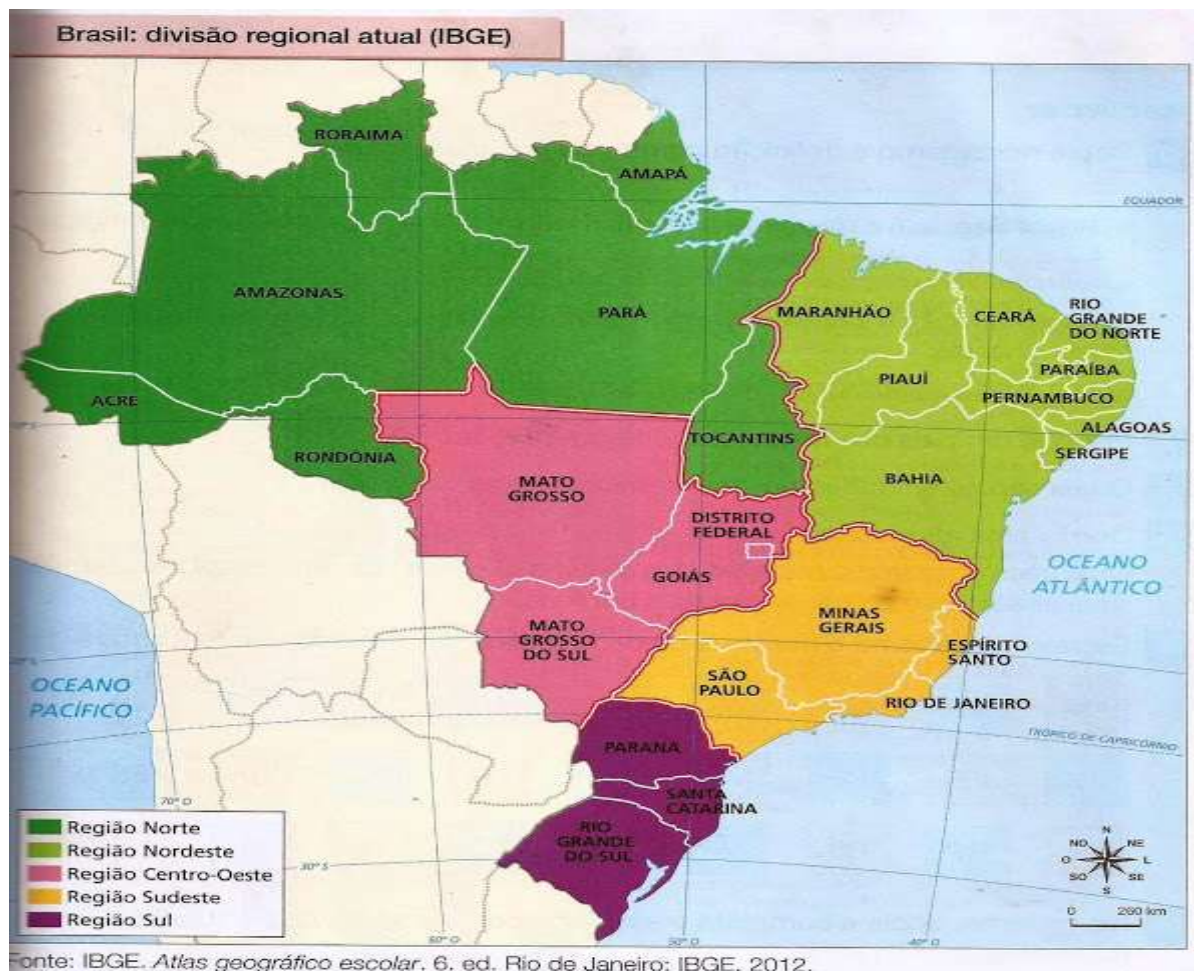 Brasil: divisão regional atual (IBGE)
RORAIMA
AMAPÁ
EQUADOR
AMAZONAS
PARÁ
MARANHÃO
CEARÁ
RIO
GRANDE
DO NORTE
PIAUÍ
PARAÍBA
PERNAMBUCO
ACRE
ALAGOAS
TOCANTINS
SERGIPE
RONDÔNIA
BAHIA
MATO
GROSSO
DISTRITO
FEDERAL
GOIÁS
OCEANO
ATLÂNTICO
MINAS
GERAIS
MATO
GROSSO
DO SUL
ESPÍRITO
SANTO
SÃO
PAULO
RIO DE JANEIRO
OCEANO
PACÍFICO
TRÓPICO DE CAPRICÓRNIO
PARANÁ
SANTA
CATARINA
RIO
GRANDE
DO SUL
70° O
30° S
60° O
50° O
40° O
Região Norte
Região Nordeste
Região Centro-Oeste
Região Sudeste
Região Sul
N
NO
NE
O
L
SO
SE
S
0
260 km
Fonte: IBGE. Atlas geográfico escolar. 6. ed. Rio de Janeiro: IBGE, 2012.